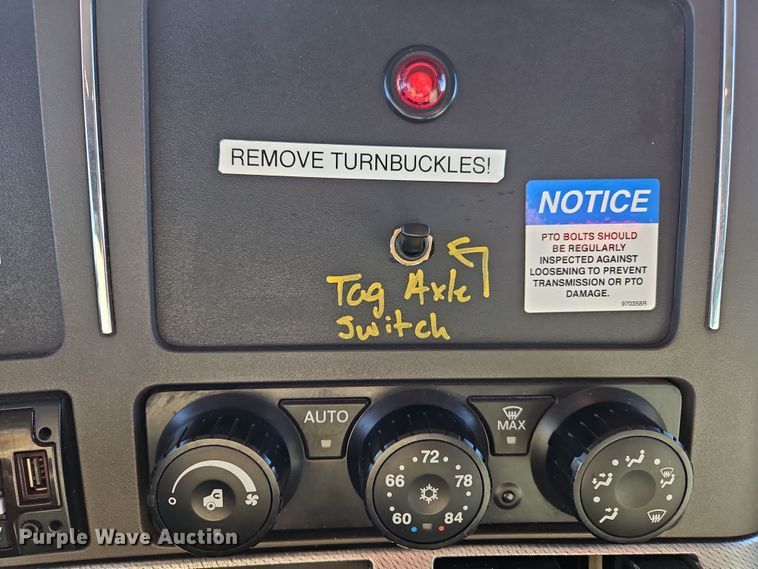 REMOVE TURNBUCKLES!
NOTICE
PTO BOLTS SHOULD
BE REGULARLY
INSPECTED AGAINST
LOOSENING TO PREVENT
TRANSMISSION OR PTO
DAMAGE.
970358R
Tag Axle
Switch
AUTO
MAX
72
66 78
60 84
O
Purple Wave Auction